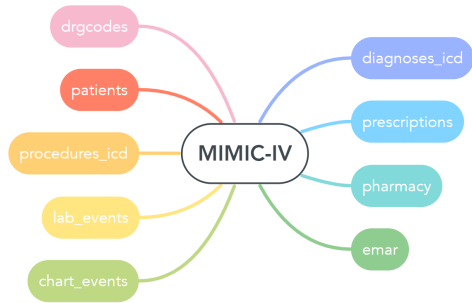 drgcodes
patients
procedures_icd
lab_events
chart_events
MIMIC-IV
diagnoses_icd
prescriptions
pharmacy
emar